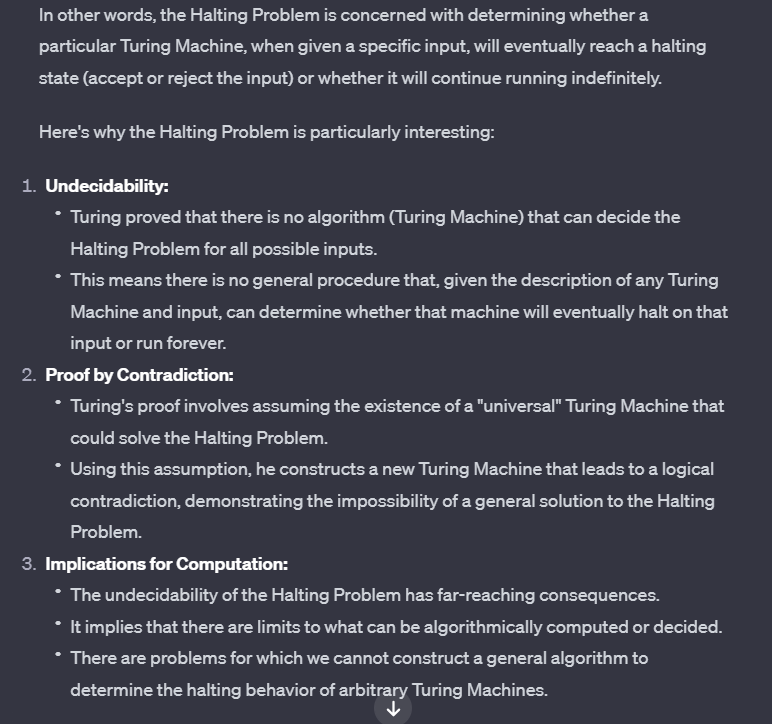 In other words, the Halting Problem is concerned with determining whether a
particular Turing Machine, when given a specific input, will eventually reach a halting
state (accept or reject the input) or whether it will continue running indefinitely.
Here's why the Halting Problem is particularly interesting:
1. Undecidability:
• Turing proved that there is no algorithm (Turing Machine) that can decide the
Halting Problem for all possible inputs.
• This means there is no general procedure that, given the description of any Turing
Machine and input, can determine whether that machine will eventually halt on that
input or run forever.
2. Proof by Contradiction:
• Turing's proof involves assuming the existence of a "universal" Turing Machine that
could solve the Halting Problem.
• Using this assumption, he constructs a new Turing Machine that leads to a logical
contradiction, demonstrating the impossibility of a general solution to the Halting
Problem.
3. Implications for Computation:
• The undecidability of the Halting Problem has far-reaching consequences.
• It implies that there are limits to what can be algorithmically computed or decided.
• There are problems for which we cannot construct a general algorithm to
determine the halting behavior of arbitrary Turing Machines.